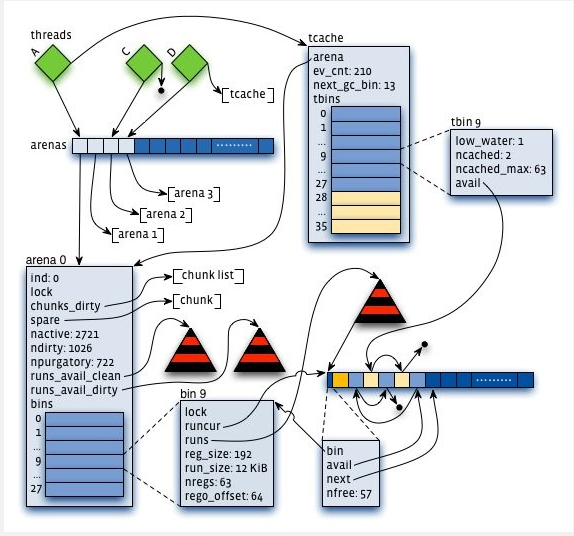 threads
A
C
D
[tcache]
arenas
.........
[arena 3]
[arena 2]
[arena 1]
tcache
arena
ev_cnt: 210
next_gc_bin: 13
tbins
0
1
...
9
...
27
28
...
35
tbin 9
low_water: 1
ncached: 2
ncached_max: 63
avail
arena 0
ind: 0
lock
chunks_dirty
spare
nactive: 2721
ndirty: 1026
npurgatory: 722
runs_avail_clean
runs_avail_dirty
bins
0
1
...
9
...
27
[chunk list]
[chunk]
bin 9
lock
runcur
runs
reg_size: 192
run_size: 12 KiB
nregs: 63
rego_offset: 64
.........
bin
avail
next
nfree: 57